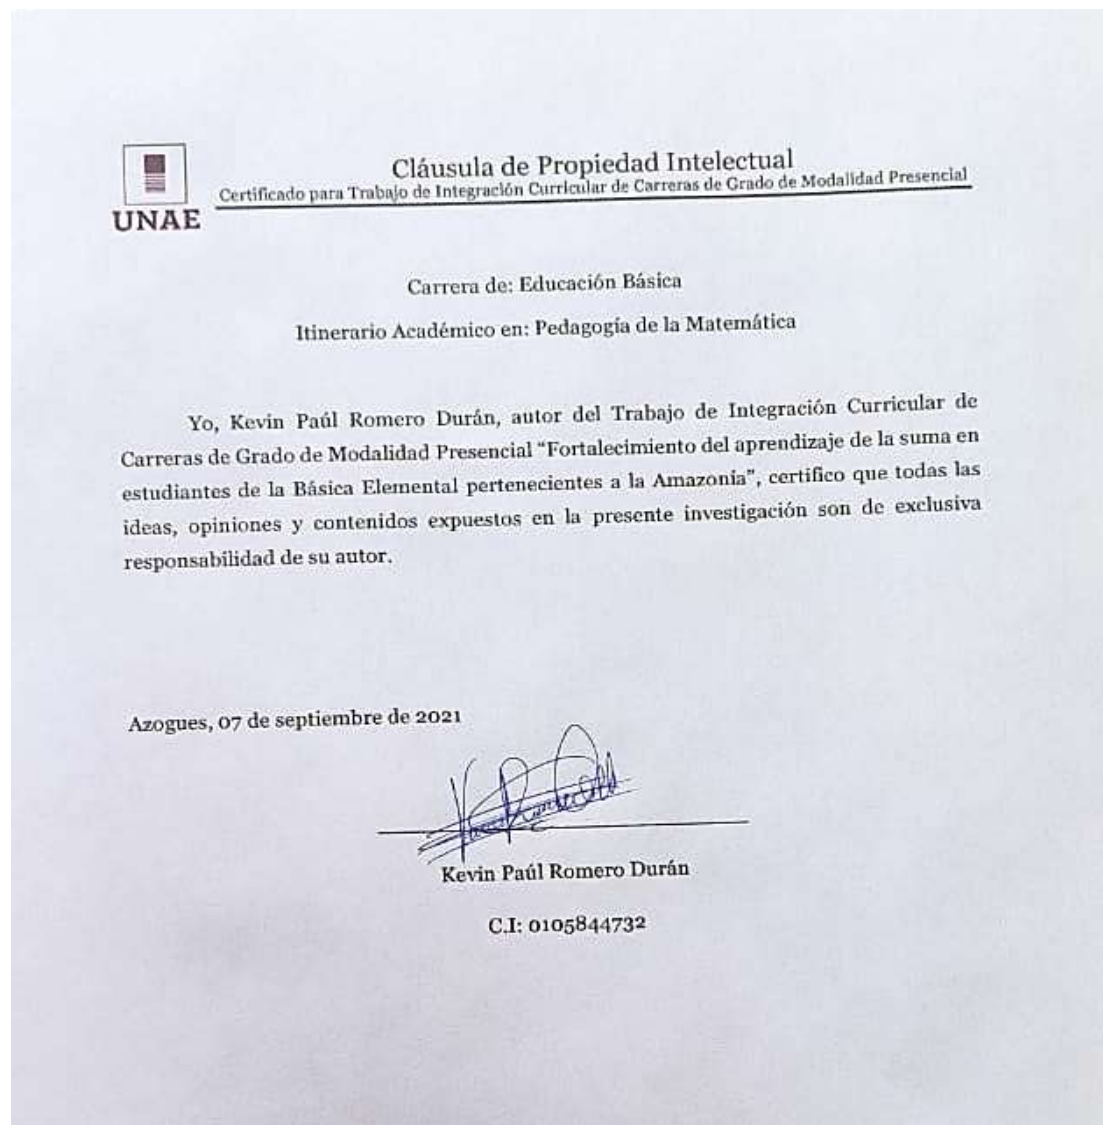 Cláusula de Propiedad Intelectual
Certificado para Trabajo de Integración Curricular de Carreras de Grado de Modalidad Presencial
UNAE
Carrera de: Educación Básica
Itinerario Académico en: Pedagogía de la Matemática
Yo, Kevin Paúl Romero Durán, autor del Trabajo de Integración Curricular de
Carreras de Grado de Modalidad Presencial “Fortalecimiento del aprendizaje de la suma en
estudiantes de la Básica Elemental pertenecientes a la Amazonía”, certifico que todas las
ideas, opiniones y contenidos expuestos en la presente investigación son de exclusiva
responsabilidad de su autor.
Azogues, 07 de septiembre de 2021
Kevin Paúl Romero Durán
C.I: 0105844732